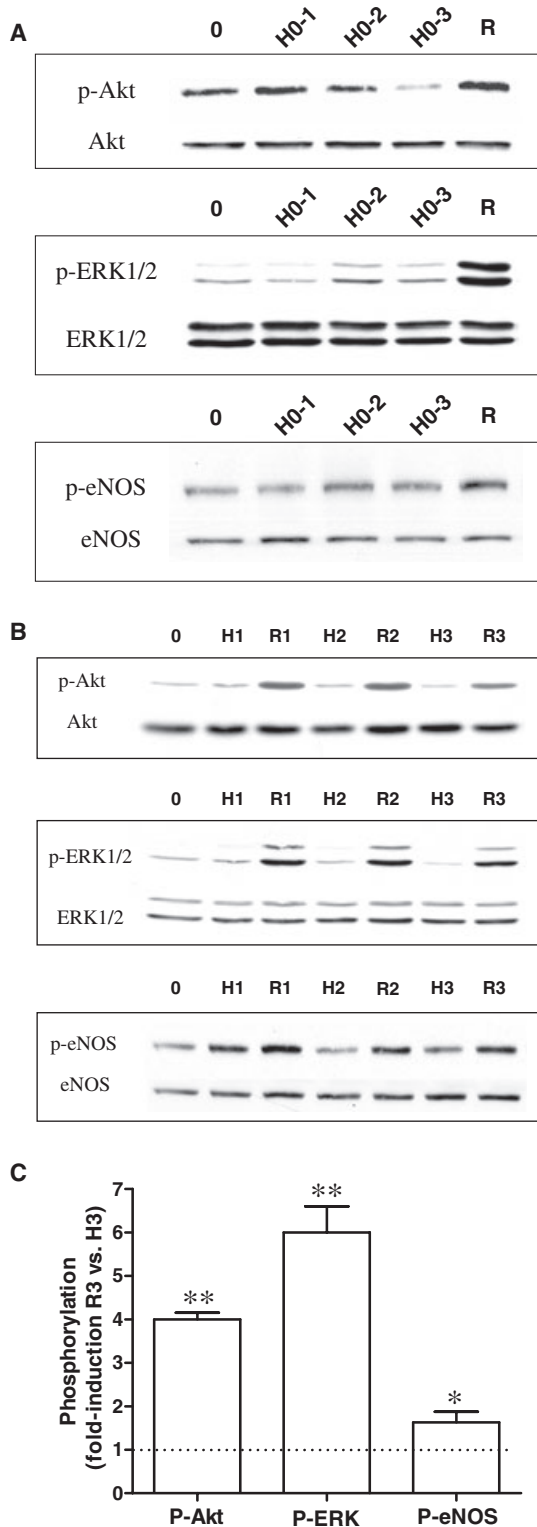 A
0 H0-1 H0-2 H0-3 R
p-Akt
Akt
0 H0-1 H0-2 H0-3 R
p-ERK1/2
ERK1/2
0 H0-1 H0-2 H0-3 R
p-eNOS
eNOS
B
0 H1 R1 H2 R2 H3 R3
p-Akt
Akt
0 H1 R1 H2 R2 H3 R3
p-ERK1/2
ERK1/2
0 H1 R1 H2 R2 H3 R3
p-eNOS
eNOS
C
Phosphorylation
(fold-induction R3 vs. H3)
7
6
5
4
3
2
1
0
**
**
*
P-Akt P-ERK P-eNOS